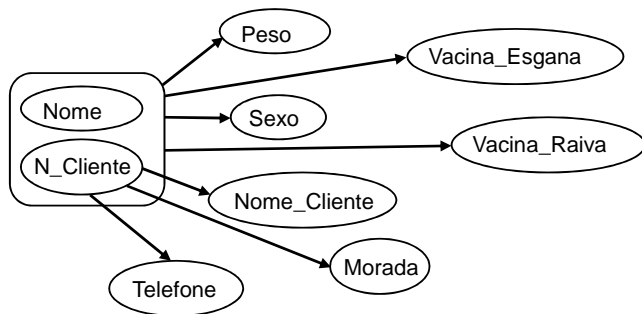 Peso
Vacina_Esgana
Nome
Sexo
Vacina_Raiva
N_Cliente
Nome_Cliente
Morada
Telefone